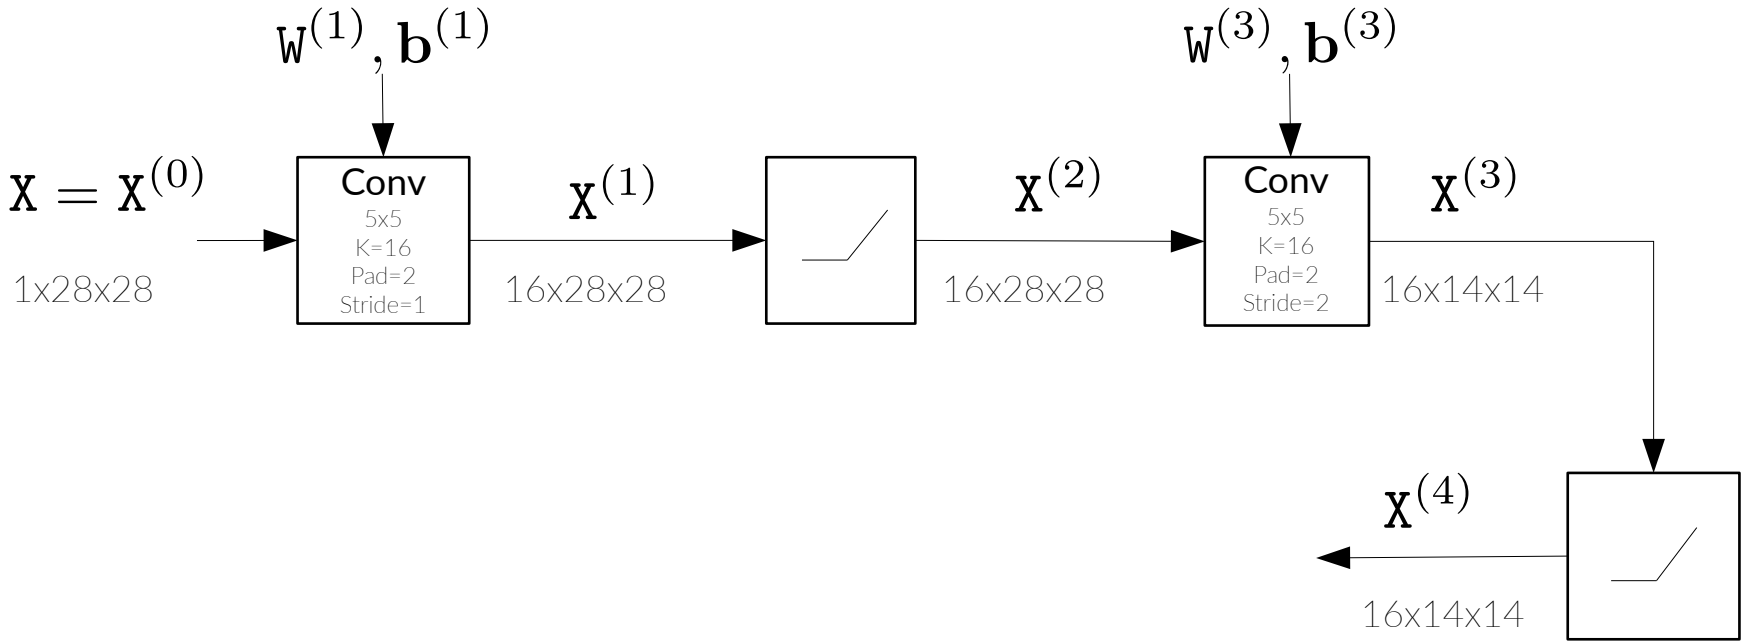 W^(1), b^(1)
W^(3), b^(3)
X = X^(0)
1x28x28
Conv
5x5
K=16
Pad=2
Stride=1
X^(1)
16x28x28
X^(2)
16x28x28
Conv
5x5
K=16
Pad=2
Stride=2
X^(3)
16x14x14
X^(4)
16x14x14